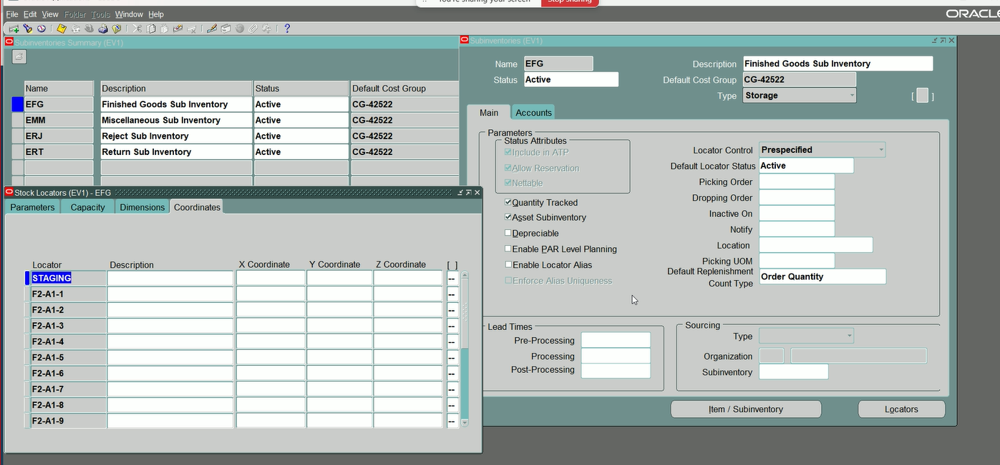 You're sharing your screen
Stop sharing
File Edit View Folder Tools Window Help
ORACLE
Subinventories Summary (EV1)
Name Description Status Default Cost Group
EFG Finished Goods Sub Inventory Active CG-42522
EMM Miscellaneous Sub Inventory Active CG-42522
ERJ Reject Sub Inventory Active CG-42522
ERT Return Sub Inventory Active CG-42522
Stock Locators (EV1) - EFG
Parameters Capacity Dimensions Coordinates
Locator Description X Coordinate Y Coordinate Z Coordinate [ ]
STAGING --
F2-A1-1 --
F2-A1-2 --
F2-A1-3 --
F2-A1-4 --
F2-A1-5 --
F2-A1-6 --
F2-A1-7 --
F2-A1-8 --
F2-A1-9 --
Subinventories (EV1)
Name EFG Description Finished Goods Sub Inventory
Status Active Default Cost Group CG-42522
Type Storage [ ]
Main Accounts
Parameters
Status Attributes
Include in ATP
Allow Reservation
Nettable
Quantity Tracked
Asset Subinventory
Depreciable
Enable PAR Level Planning
Enable Locator Alias
Enforce Alias Uniqueness
Locator Control Prespecified
Default Locator Status Active
Picking Order
Dropping Order
Inactive On
Notify
Location
Picking UOM
Default Replenishment
Count Type Order Quantity
Lead Times
Pre-Processing
Processing
Post-Processing
Sourcing
Type
Organization
Subinventory
Item / Subinventory Locators